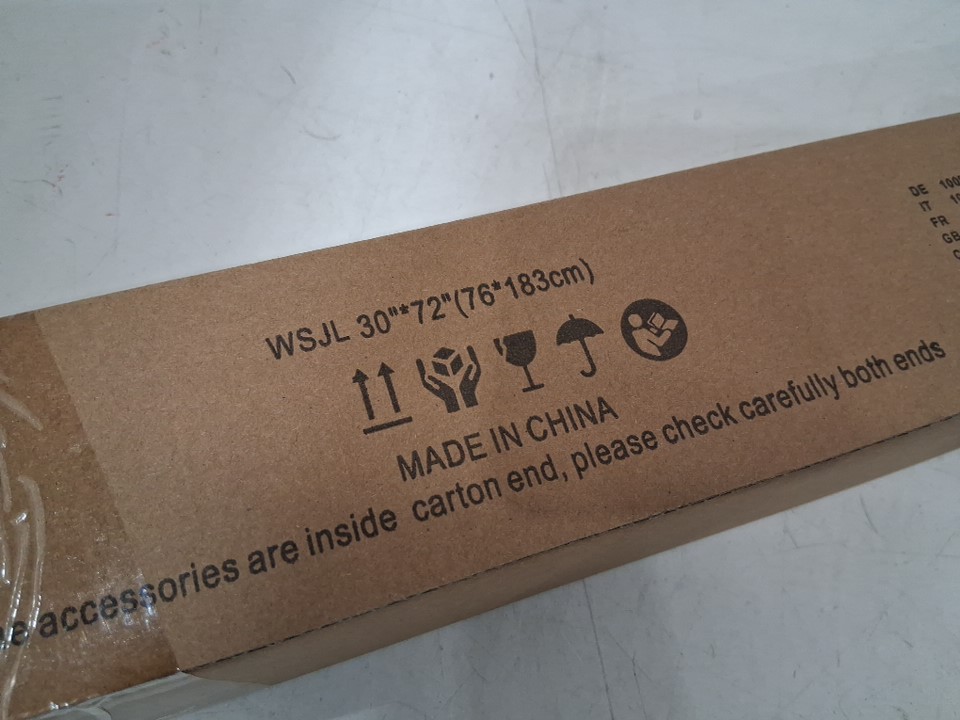 WSJL 30"*72"(76*183cm)
MADE IN CHINA
accessories are inside carton end, please check carefully both ends
DE
IT
FR
GB